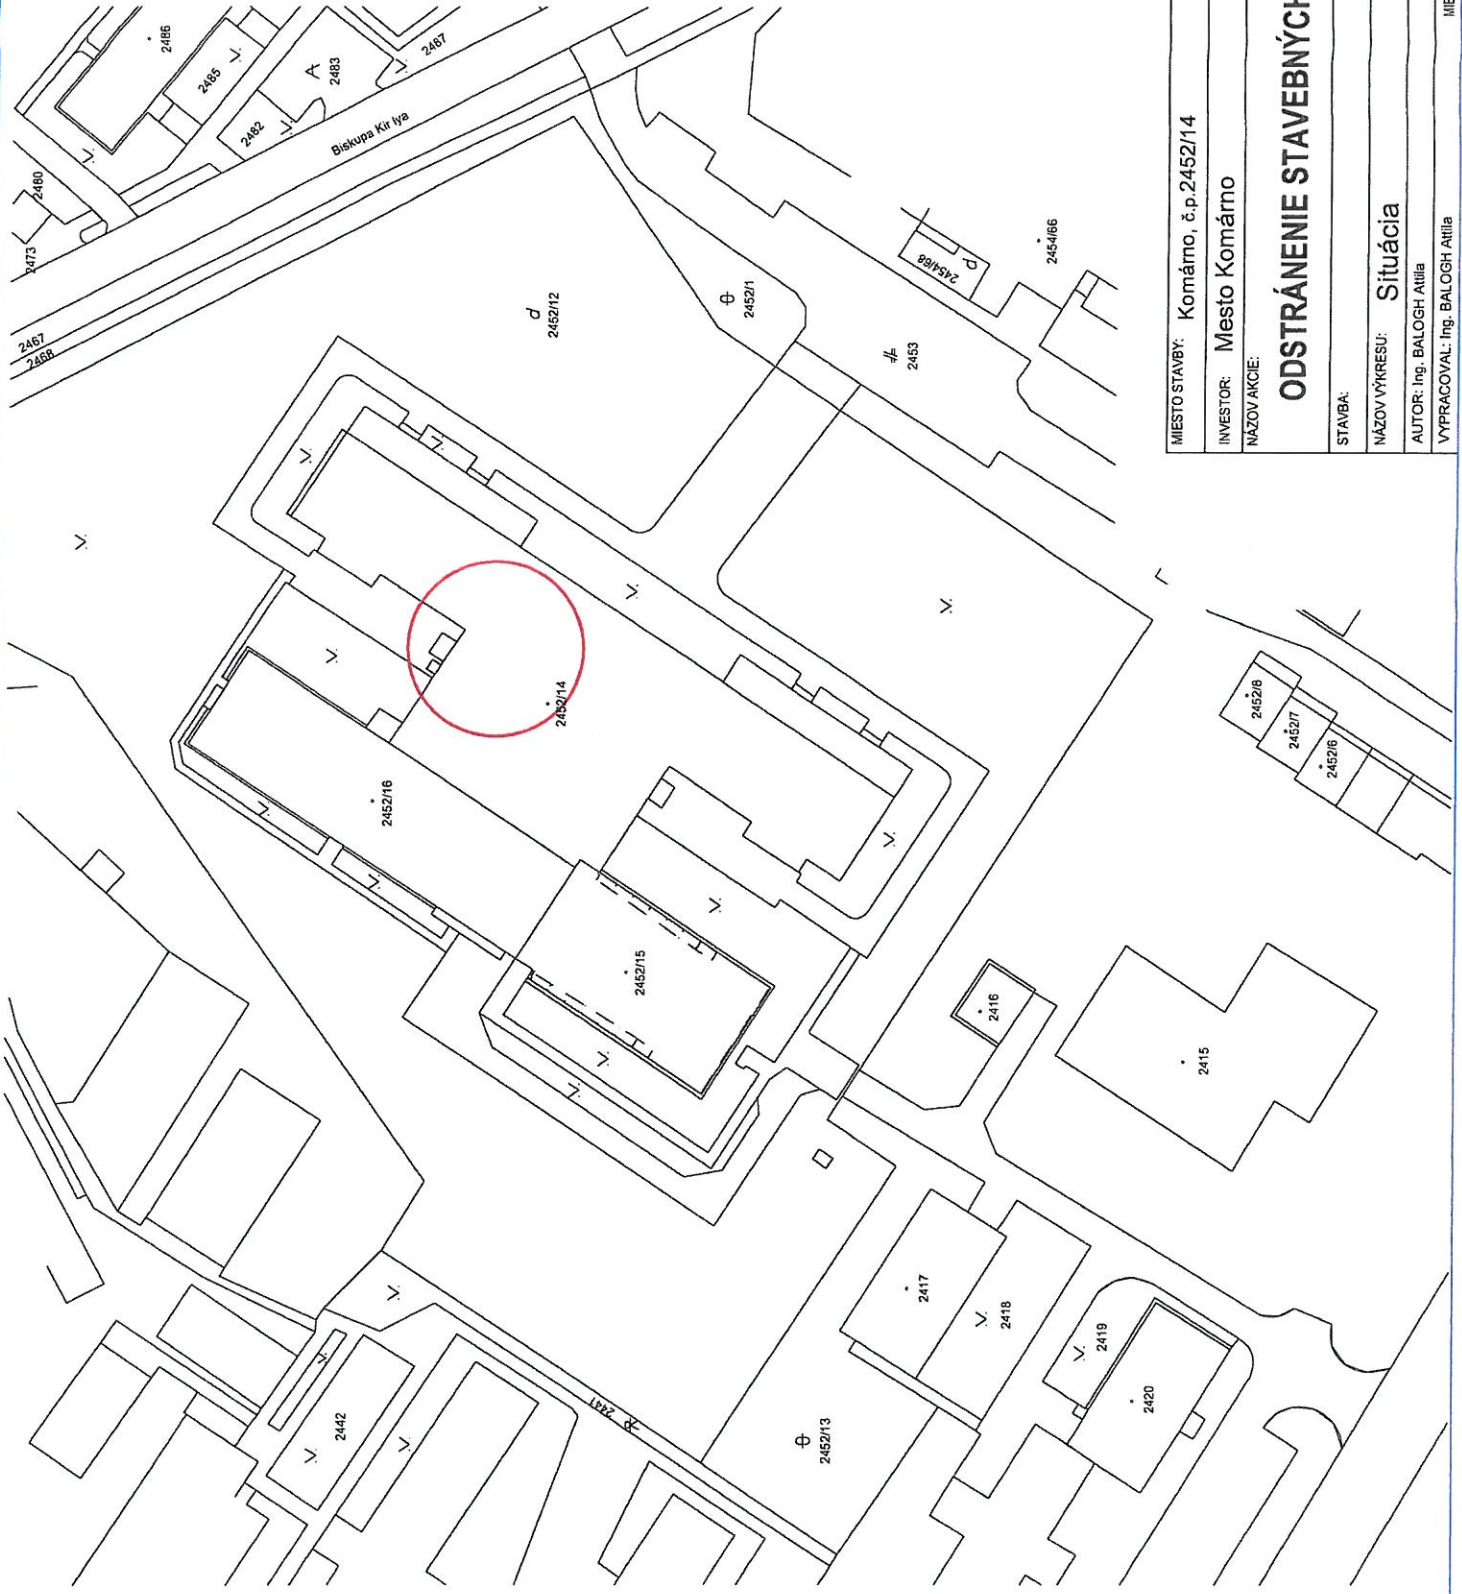 2486
2485
2483
2487
2482
2480
2473
Biskupa Kir lya
2467
2468
d
2452/12
2452/1
2453
2454/68
d
2454/66
2452/14
2452/16
2452/15
2452/8
2452/7
2452/6
2416
2415
2417
2418
2419
2420
2452/13
2441
2442
MIESTO STAVBY: Komárno, č.p.2452/14
INVESTOR: Mesto Komárno
NÁZOV AKCIE:
ODSTRÁNENIE STAVEBNÝCH
STAVBA:
NÁZOV VÝKRESU: Situácia
AUTOR: Ing. BALOGH Attila
VYPRACOVAL: Ing. BALOGH Attila